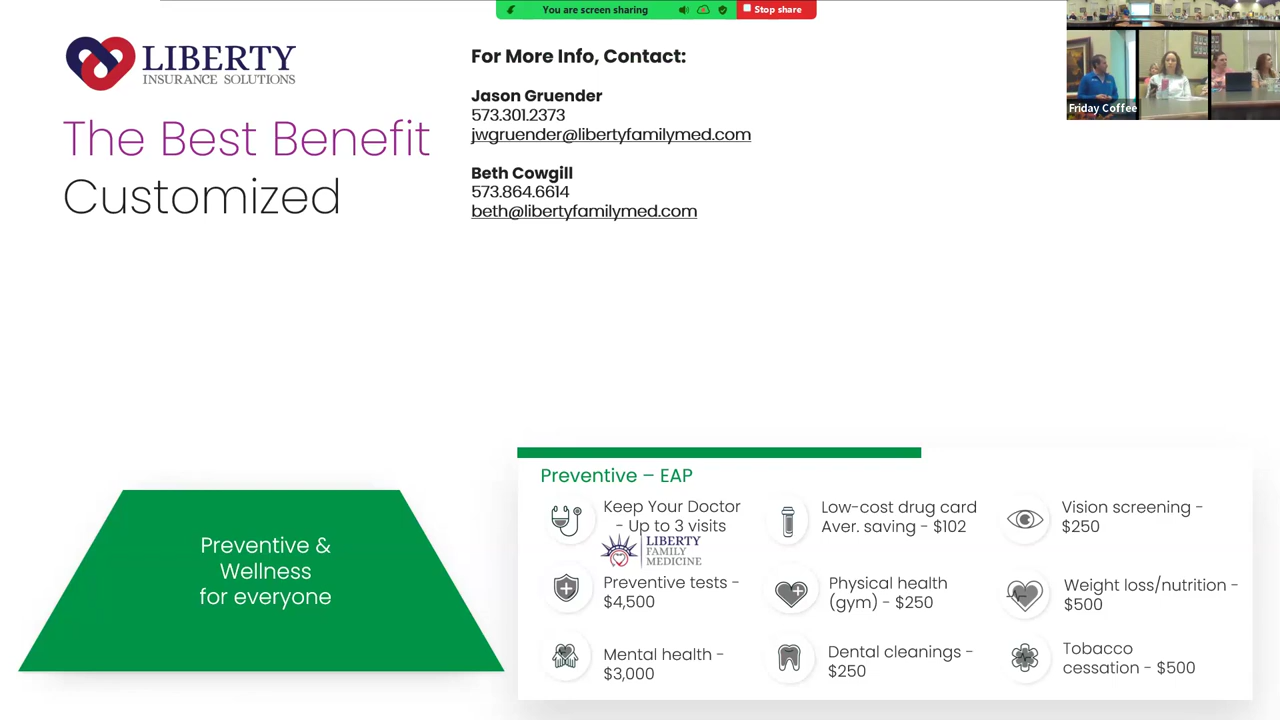 You are screen sharing
Stop share
LIBERTY
INSURANCE SOLUTIONS
The Best Benefit
Customized
For More Info, Contact:
Jason Gruender
573.301.2373
jwgruender@libertyfamilymed.com
Beth Cowgill
573.864.6614
beth@libertyfamilymed.com
Friday Coffee
Preventive &
Wellness
for everyone
Preventive – EAP
Keep Your Doctor
- Up to 3 visits
LIBERTY
FAMILY
MEDICINE
Low-cost drug card
Aver. saving - $102
Vision screening -
$250
Preventive tests -
$4,500
Physical health
(gym) - $250
Weight loss/nutrition -
$500
Mental health -
$3,000
Dental cleanings -
$250
Tobacco
cessation - $500